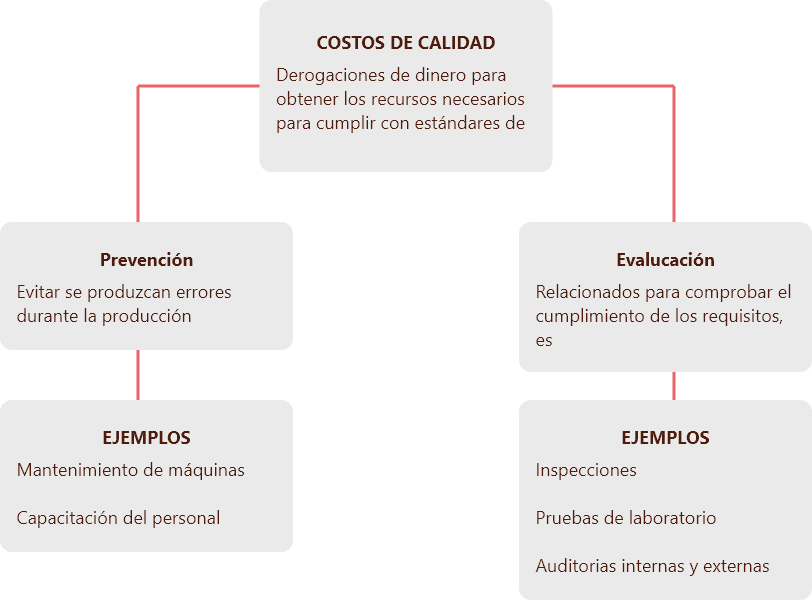 COSTOS DE CALIDAD
Derogaciones de dinero para
obtener los recursos necesarios
para cumplir con estándares de
Prevención
Evitar se produzcan errores
durante la producción
Evalucación
Relacionados para comprobar el
cumplimiento de los requisitos,
es
EJEMPLOS
Mantenimiento de máquinas
Capacitación del personal
EJEMPLOS
Inspecciones
Pruebas de laboratorio
Auditorias internas y externas